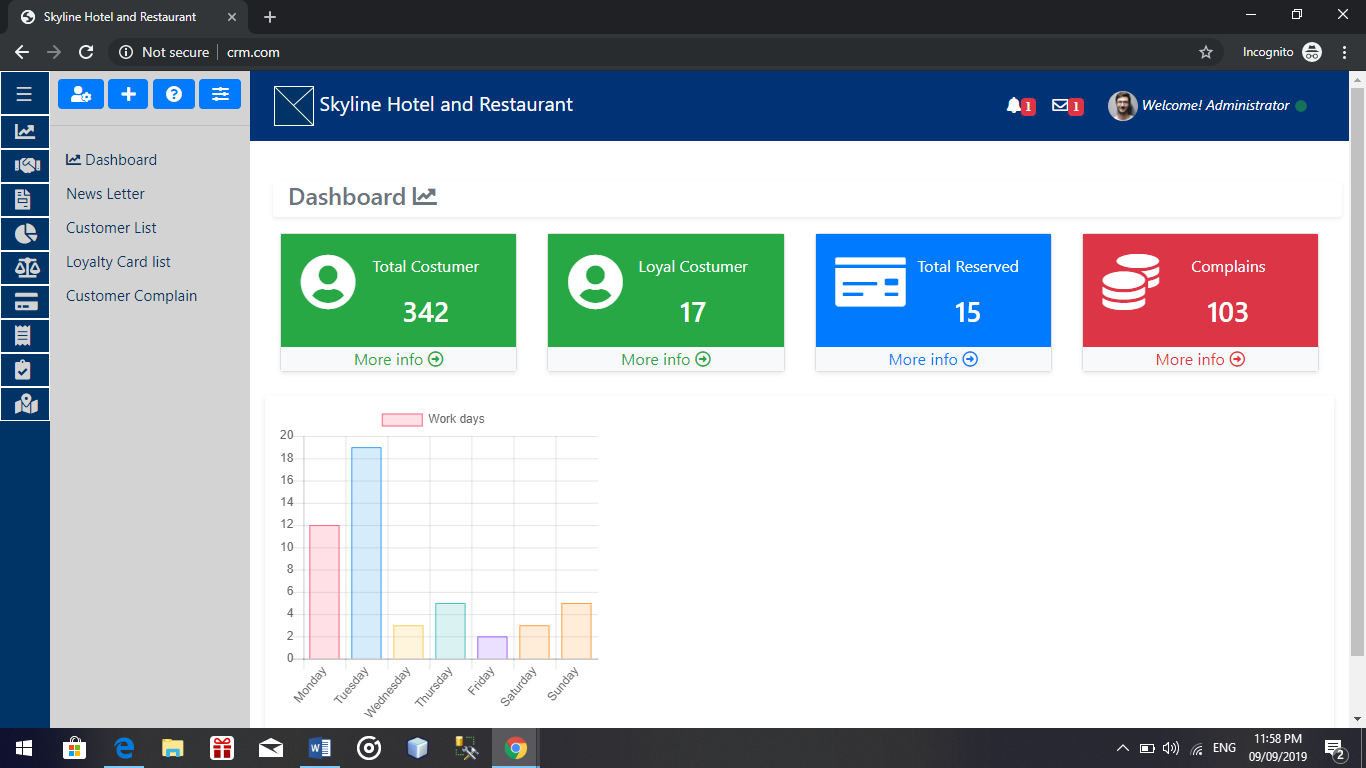 Skyline Hotel and Restaurant
Not secure | crm.com
Incognito
Skyline Hotel and Restaurant
1
1
Welcome! Administrator
Dashboard
News Letter
Customer List
Loyalty Card list
Customer Complain
Dashboard
Total Costumer
342
More info
Loyal Costumer
17
More info
Total Reserved
15
More info
Complains
103
More info
Work days
20
18
16
14
12
10
8
6
4
2
0
Monday
Tuesday
Wednesday
Thursday
Friday
Saturday
Sunday
ENG
11:58 PM
09/09/2019
2